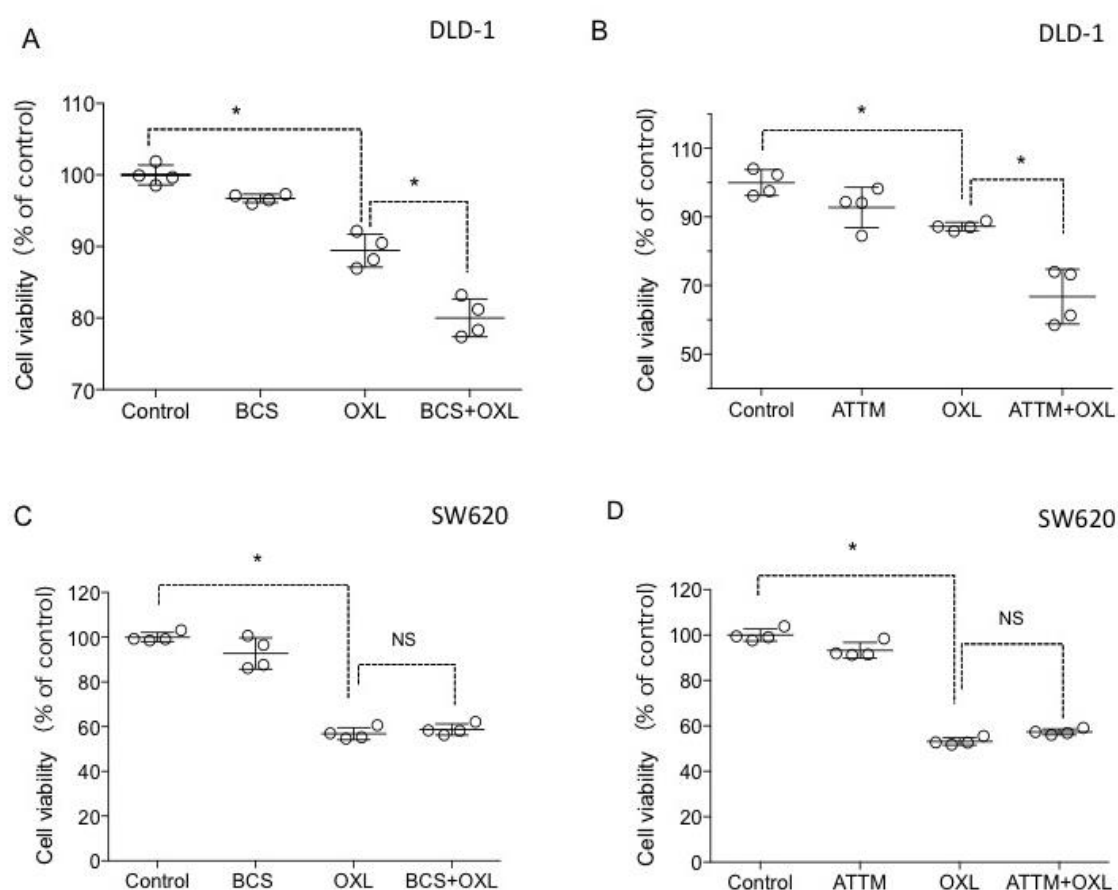 A
DLD-1
Cell viability (% of control)
110
100
90
80
70
*
*
Control BCS OXL BCS+OXL
B
DLD-1
Cell viability (% of control)
110
90
70
50
*
*
Control ATTM OXL ATTM+OXL
C
SW620
Cell viability (% of control)
120
100
80
60
40
20
0
*
NS
Control BCS OXL BCS+OXL
D
SW620
Cell viability (% of control)
120
100
80
60
40
20
0
*
NS
Control ATTM OXL ATTM+OXL